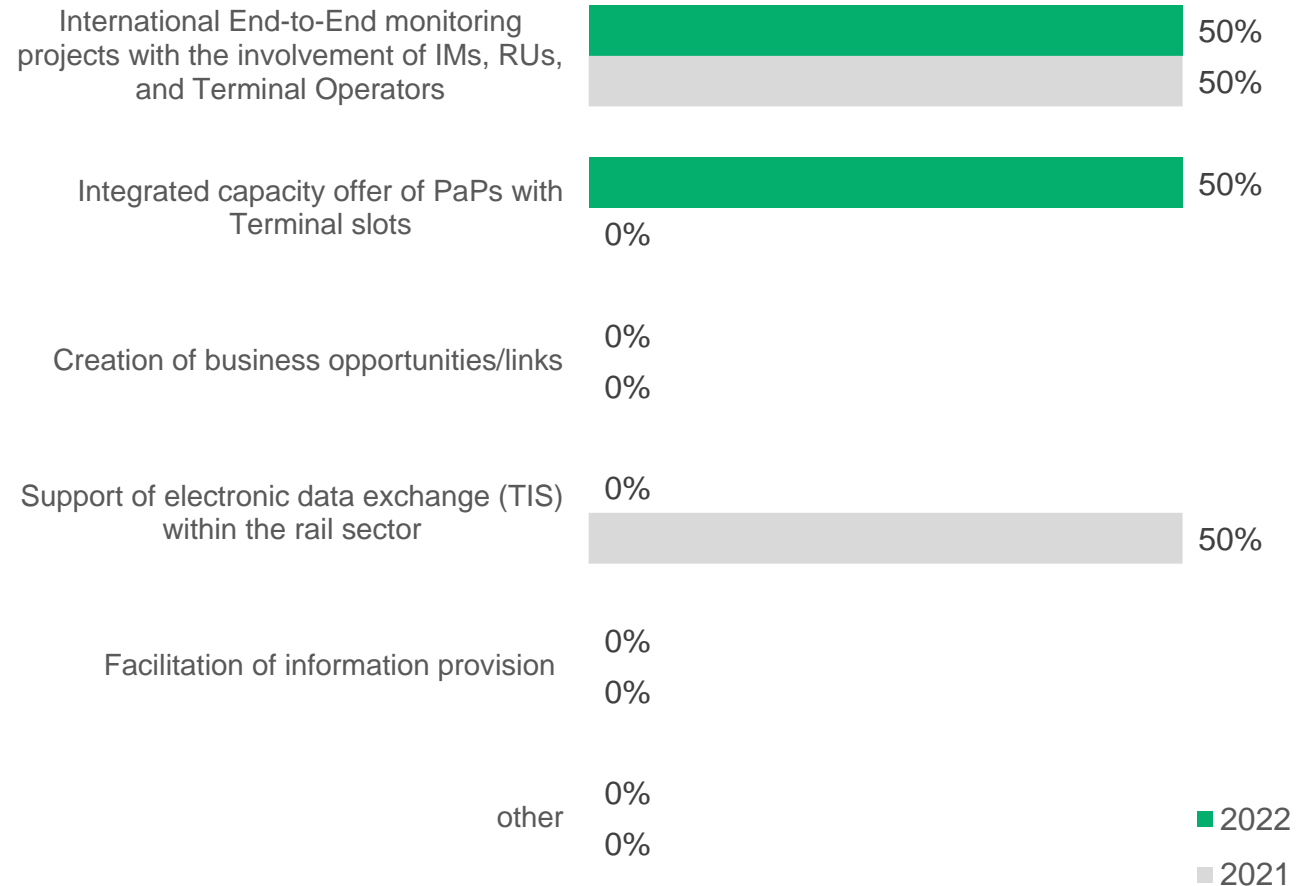 International End-to-End monitoring
projects with the involvement of IMs, RUs,
and Terminal Operators
50%
50%
Integrated capacity offer of PaPs with
Terminal slots
50%
0%
Creation of business opportunities/links
0%
0%
Support of electronic data exchange (TIS)
within the rail sector
0%
50%
Facilitation of information provision
0%
0%
other
0%
0%
2022
2021